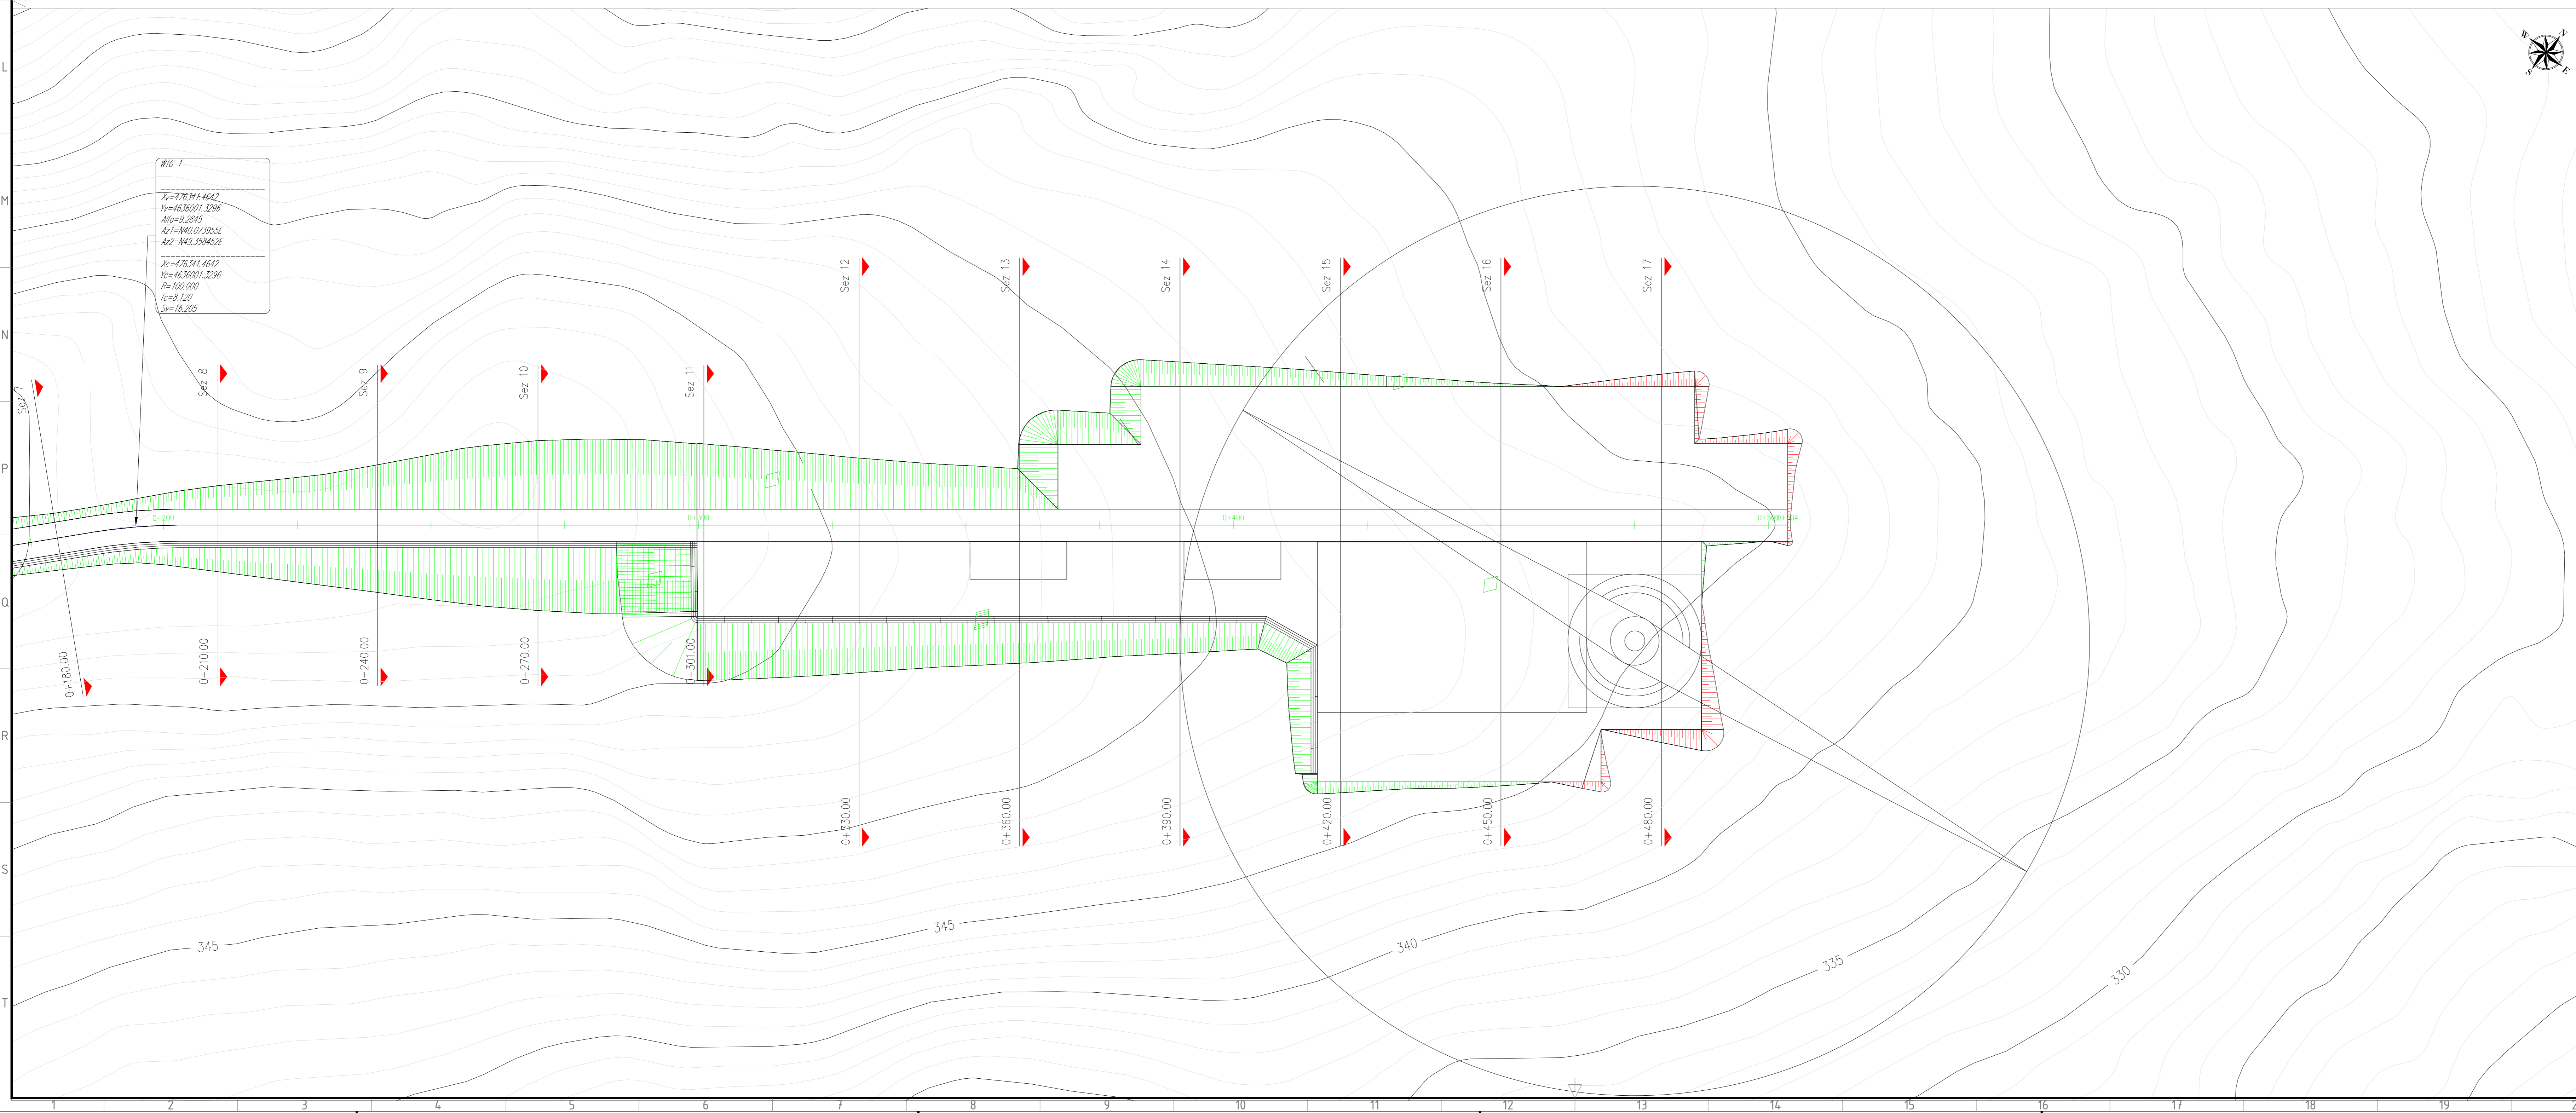 W N
S E
L
M
N
P
Q
R
S
T
WTG 1
Xv=476341.4642
Yv=4636001.3296
Alfa=9.2845
Az1=N40.073955E
Az2=N49.358452E
Xc=476341.4642
Yc=4636001.3296
R=100.000
Tc=8.120
Sv=16.205
Sez 7
Sez 8
Sez 9
Sez 10
Sez 11
Sez 12
Sez 13
Sez 14
Sez 15
Sez 16
Sez 17
0+200
0+300
0+400
0+180.00
0+210.00
0+240.00
0+270.00
0+301.00
0+330.00
0+360.00
0+390.00
0+420.00
0+450.00
0+480.00
345
345
340
335
330
1 2 3 4 5 6 7 8 9 10 11 12 13 14 15 16 17 18 19